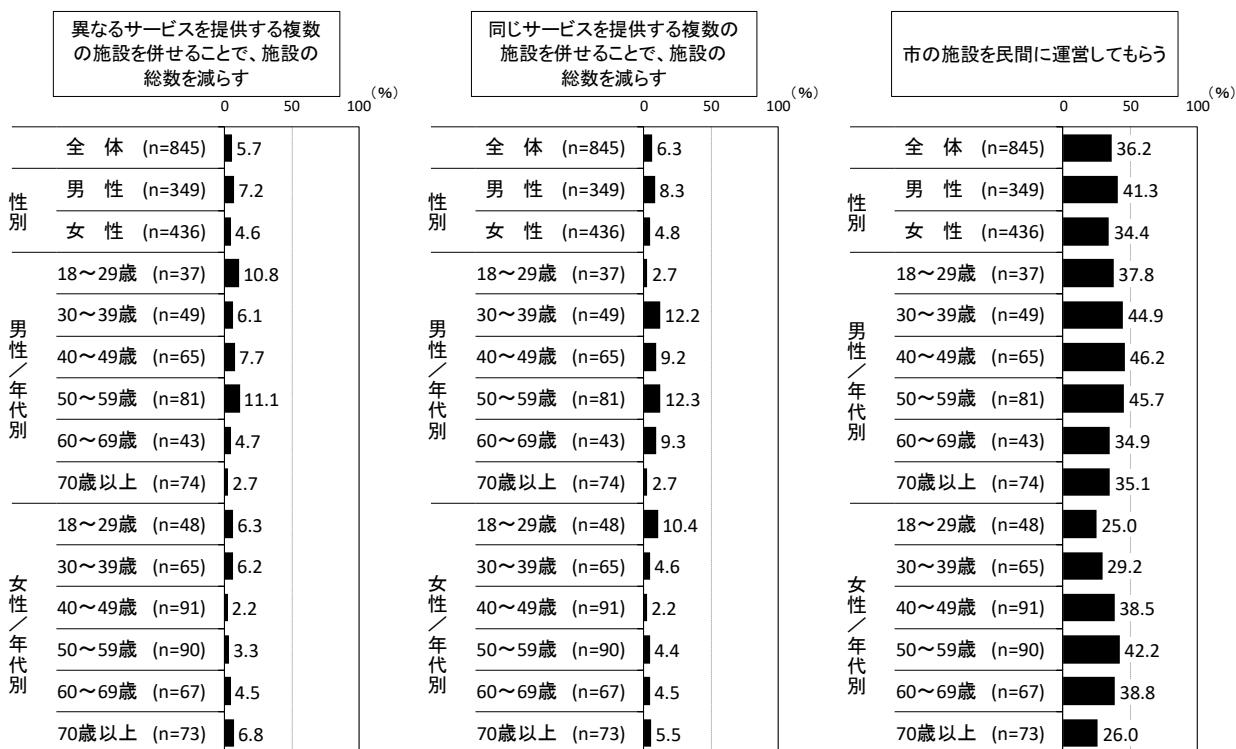 異なるサービスを提供する複数
の施設を併せることで、施設の
総数を減らす
0 50 100 (%)
全 体 (n=845) 5.7
性別
男 性 (n=349) 7.2
女 性 (n=436) 4.6
男性/年代別
18~29歳 (n=37) 10.8
30~39歳 (n=49) 6.1
40~49歳 (n=65) 7.7
50~59歳 (n=81) 11.1
60~69歳 (n=43) 4.7
70歳以上 (n=74) 2.7
女性/年代別
18~29歳 (n=48) 6.3
30~39歳 (n=65) 6.2
40~49歳 (n=91) 2.2
50~59歳 (n=90) 3.3
60~69歳 (n=67) 4.5
70歳以上 (n=73) 6.8
同じサービスを提供する複数の
施設を併せることで、施設の
総数を減らす
0 50 100 (%)
全 体 (n=845) 6.3
性別
男 性 (n=349) 8.3
女 性 (n=436) 4.8
男性/年代別
18~29歳 (n=37) 2.7
30~39歳 (n=49) 12.2
40~49歳 (n=65) 9.2
50~59歳 (n=81) 12.3
60~69歳 (n=43) 9.3
70歳以上 (n=74) 2.7
女性/年代別
18~29歳 (n=48) 10.4
30~39歳 (n=65) 4.6
40~49歳 (n=91) 2.2
50~59歳 (n=90) 4.4
60~69歳 (n=67) 4.5
70歳以上 (n=73) 5.5
市の施設を民間に運営してもらう
0 50 100 (%)
全 体 (n=845) 36.2
性別
男 性 (n=349) 41.3
女 性 (n=436) 34.4
男性/年代別
18~29歳 (n=37) 37.8
30~39歳 (n=49) 44.9
40~49歳 (n=65) 46.2
50~59歳 (n=81) 45.7
60~69歳 (n=43) 34.9
70歳以上 (n=74) 35.1
女性/年代別
18~29歳 (n=48) 25.0
30~39歳 (n=65) 29.2
40~49歳 (n=91) 38.5
50~59歳 (n=90) 42.2
60~69歳 (n=67) 38.8
70歳以上 (n=73) 26.0